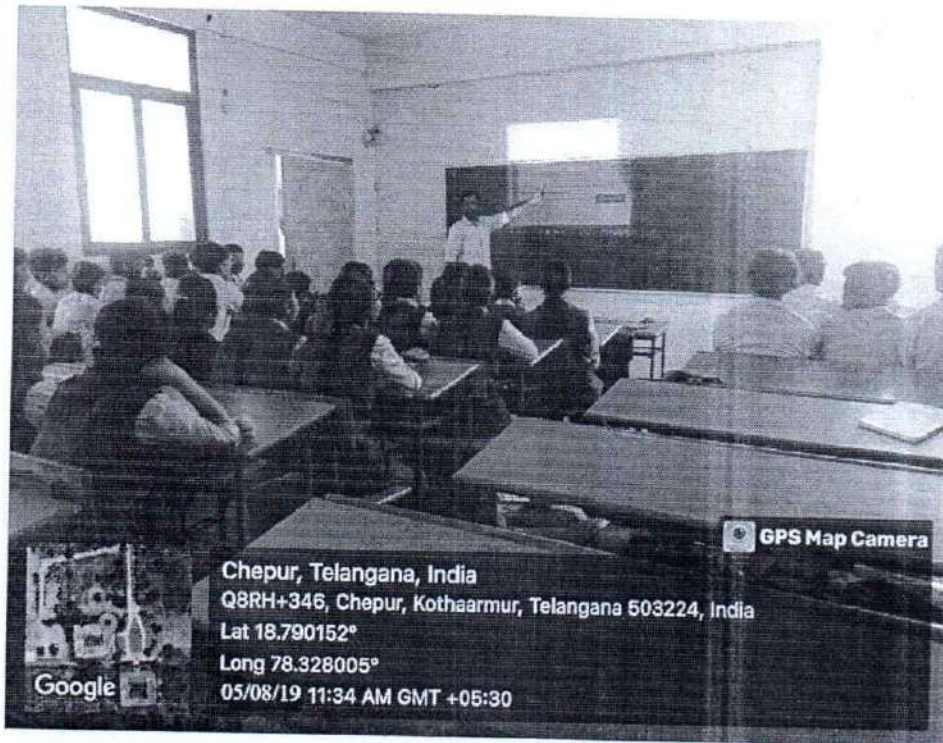 GPS Map Camera
Chepur, Telangana, India
Q8RH+346, Chepur, Kothaarmur, Telangana 503224, India
Lat 18.790152°
Long 78.328005°
05/08/19 11:34 AM GMT +05:30
Google